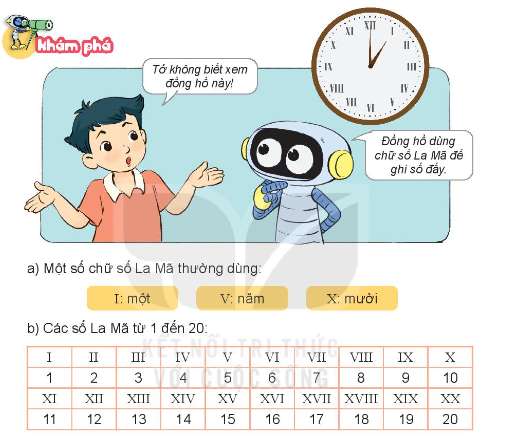 Khám phá
Tớ không biết xem
đồng hồ này!
XII
I
II
III
IIII
V
VI
VII
VIII
IX
X
XI
Đồng hồ dùng
chữ số La Mã để
ghi số đấy.
a) Một số chữ số La Mã thường dùng:
I: một V: năm X: mười
b) Các số La Mã từ 1 đến 20:
KẾT NỐI TRI THỨC
VỚI CUỘC SỐNG
I II III IV V VI VII VIII IX X
1 2 3 4 5 6 7 8 9 10
XI XII XIII XIV XV XVI XVII XVIII XIX XX
11 12 13 14 15 16 17 18 19 20